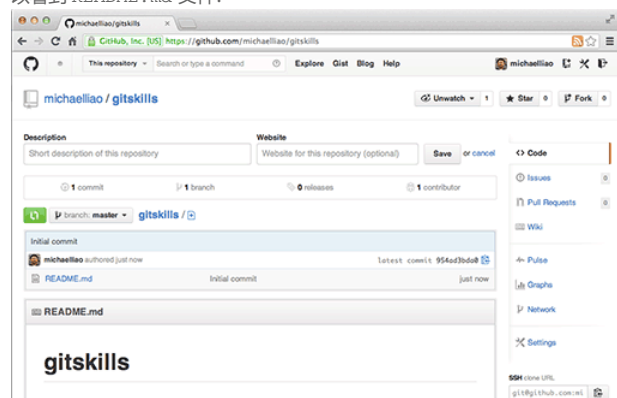 michaelliao/gitskills
GitHub, Inc. [US] https://github.com/michaelliao/gitskills
This repository Search or type a command Explore Gist Blog Help michaelliao
michaelliao / gitskills Unwatch 1 Star 0 Fork 0
Description Website
Short description of this repository Website for this repository (optional) Save or cancel
<> Code
1 commit 1 branch 0 releases 1 contributor
Issues 0
Pull Requests 0
branch: master gitskills /
Wiki
Initial commit
michaelliao authored just now latest commit 954ad3bda0
Pulse
README.md Initial commit just now
Graphs
README.md
Network
Settings
gitskills
SSH clone URL
git@github.com:mi